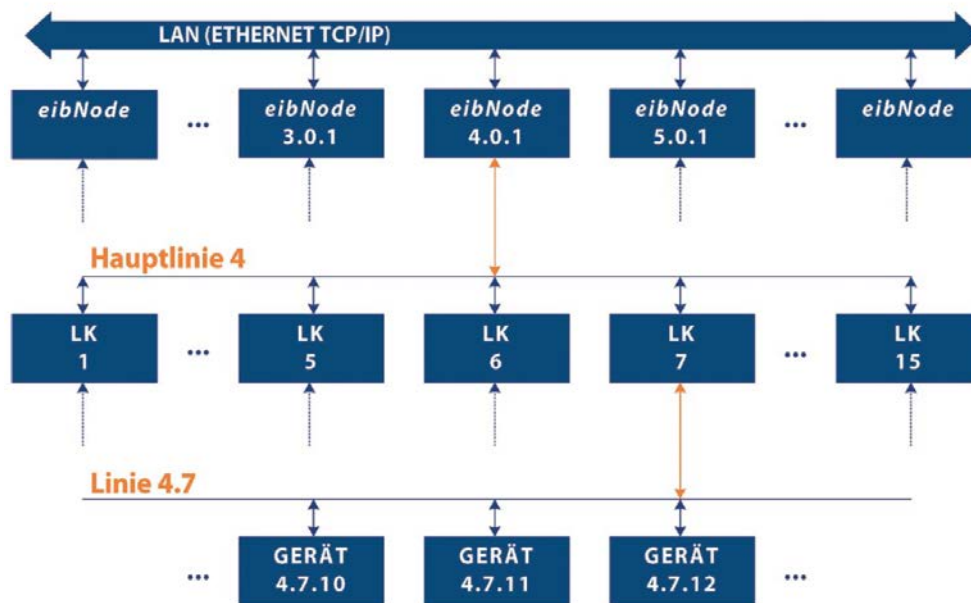 LAN (ETHERNET TCP/IP)
eibNode
...
eibNode
3.0.1
eibNode
4.0.1
eibNode
5.0.1
...
eibNode
Hauptlinie 4
LK
1
...
LK
5
LK
6
LK
7
...
LK
15
Linie 4.7
...
GERÄT
4.7.10
GERÄT
4.7.11
GERÄT
4.7.12
...